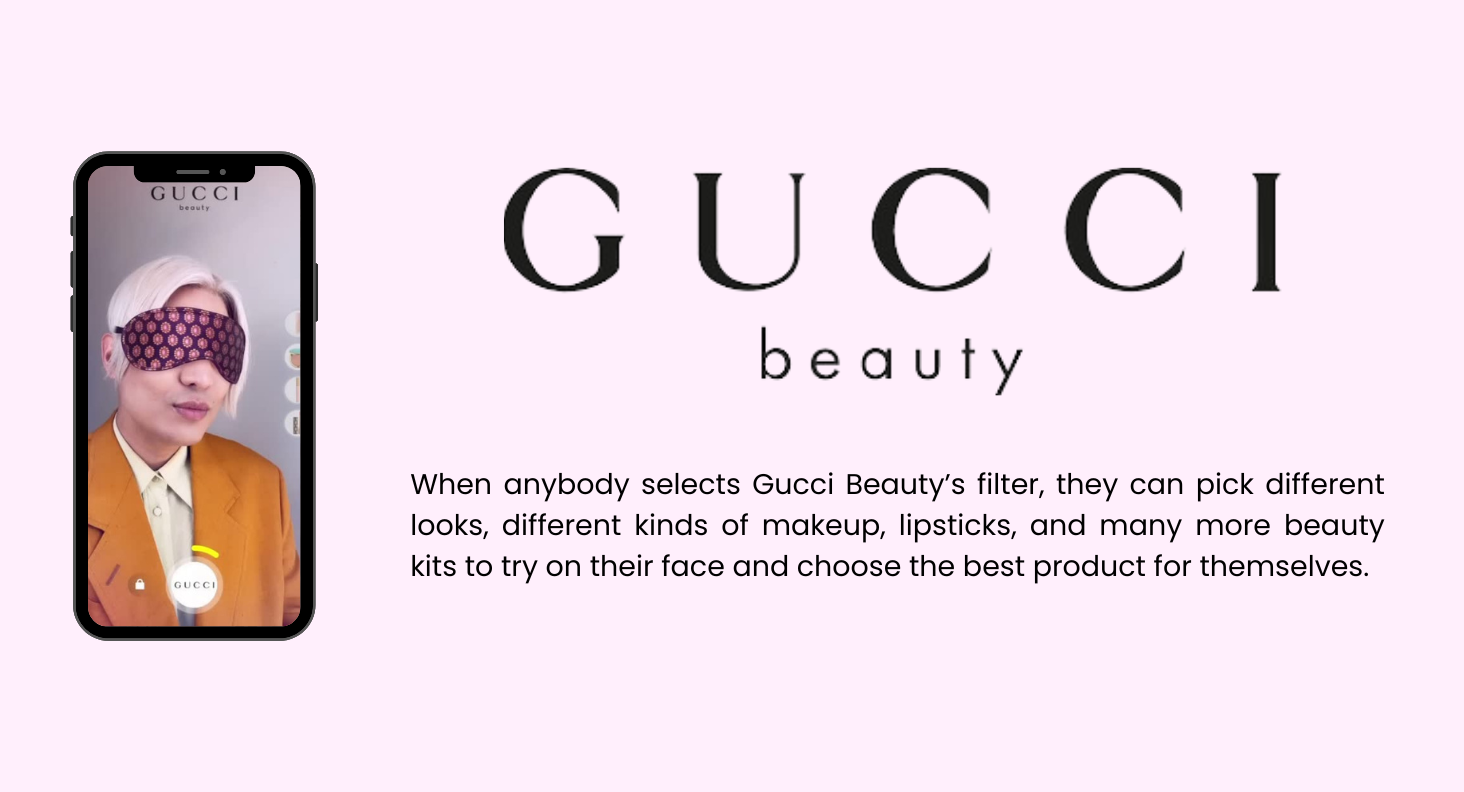 GUCCI
beauty
GUCCI
GUCCI
beauty
When anybody selects Gucci Beauty’s filter, they can pick different
looks, different kinds of makeup, lipsticks, and many more beauty
kits to try on their face and choose the best product for themselves.